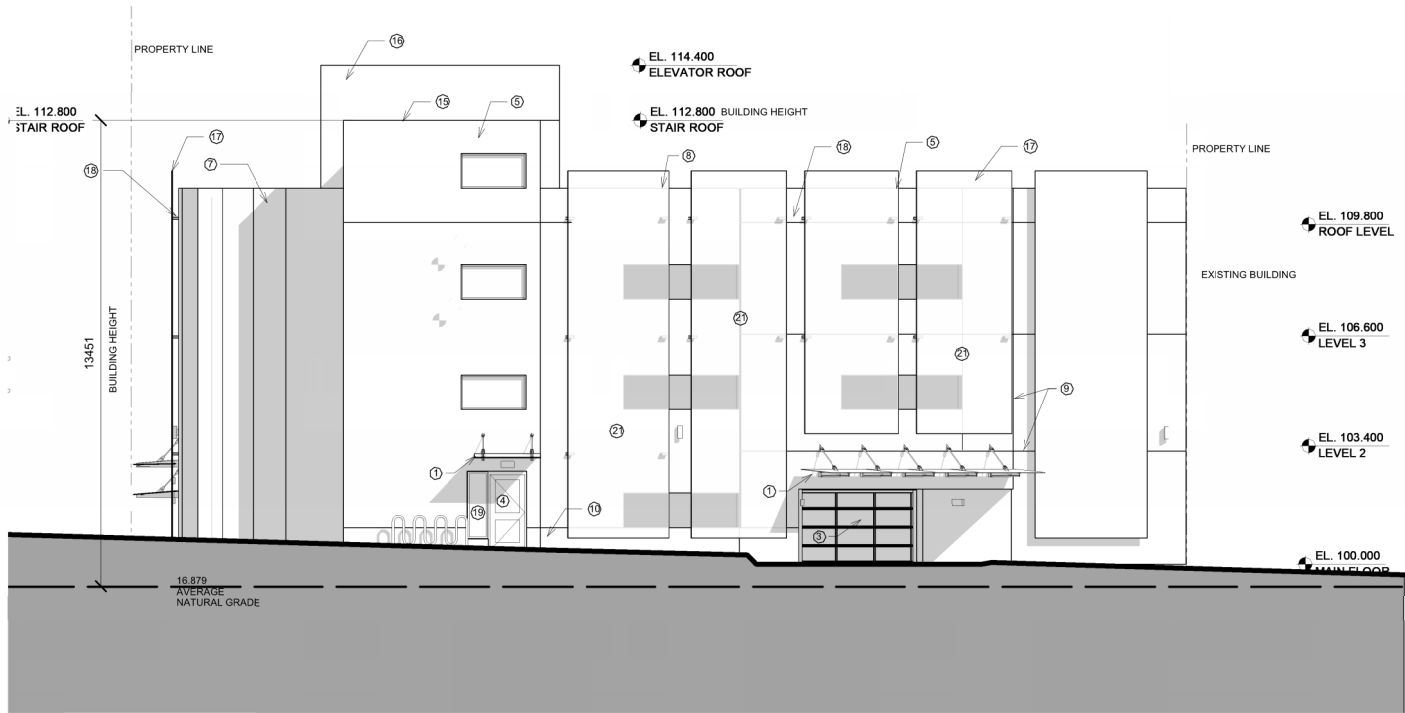 PROPERTY LINE
16
EL. 114.400
ELEVATOR ROOF
EL. 112.800
STAIR ROOF
15
5
EL. 112.800 BUILDING HEIGHT
STAIR ROOF
17
18
7
8
18
5
17
PROPERTY LINE
EL. 109.800
ROOF LEVEL
EXISTING BUILDING
21
EL. 106.600
LEVEL 3
21
13451
BUILDING HEIGHT
9
21
EL. 103.400
LEVEL 2
1
1
4
19
10
3
EL. 100.000
MAIN FLOOR
16.879
AVERAGE
NATURAL GRADE